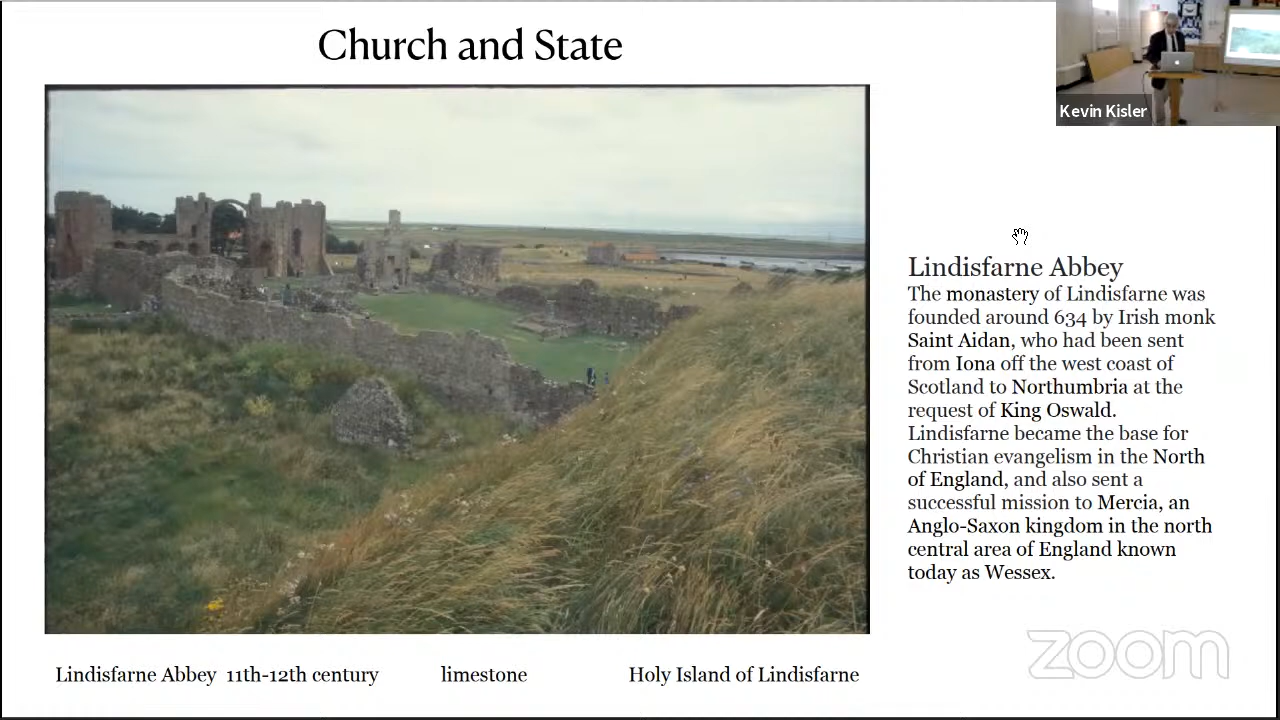 Church and State
Kevin Kisler
Lindisfarne Abbey
The monastery of Lindisfarne was
founded around 634 by Irish monk
Saint Aidan, who had been sent
from Iona off the west coast of
Scotland to Northumbria at the
request of King Oswald.
Lindisfarne became the base for
Christian evangelism in the North
of England, and also sent a
successful mission to Mercia, an
Anglo-Saxon kingdom in the north
central area of England known
today as Wessex.
zoom
Lindisfarne Abbey 11th-12th century limestone Holy Island of Lindisfarne